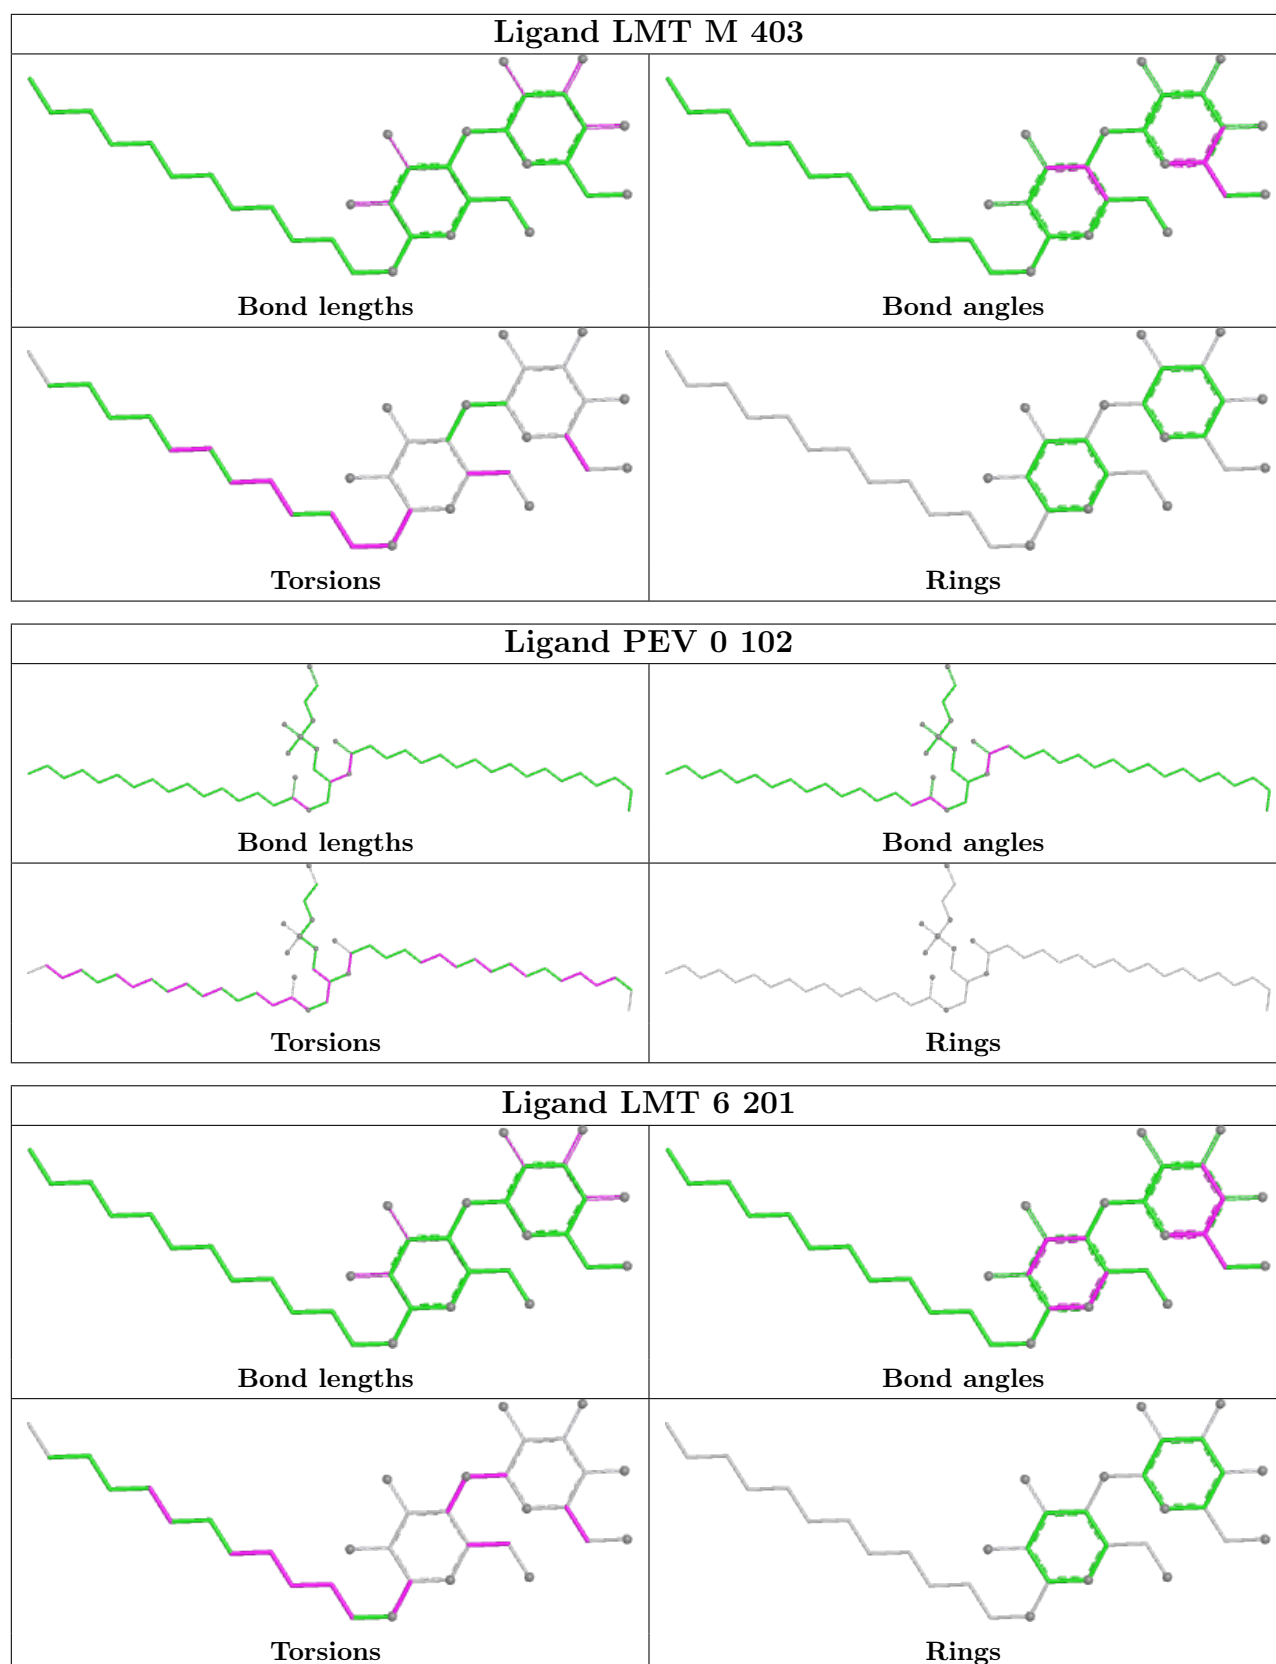 Ligand LMT M 403
Bond lengths
Bond angles
Torsions
Rings
Ligand PEV 0 102
Bond lengths
Bond angles
Torsions
Rings
Ligand LMT 6 201
Bond lengths
Bond angles
Torsions
Rings